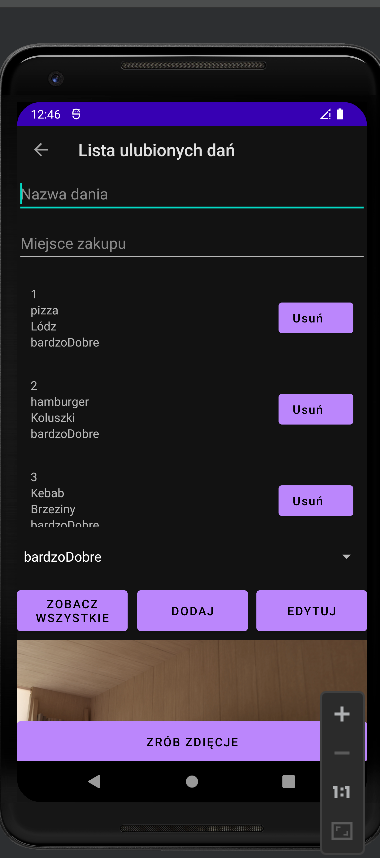 12:46
Lista ulubionych dań
Nazwa dania
Miejsce zakupu
1
pizza
Lódz
bardzoDobre
Usuń
2
hamburger
Koluszki
bardzoDobre
Usuń
3
Kebab
Brzeziny
bardzoDobre
Usuń
bardzoDobre
ZOBACZ
WSZYSTKIE
DODAJ
EDYTUJ
ZRÓB ZDIĘCJE
1:1